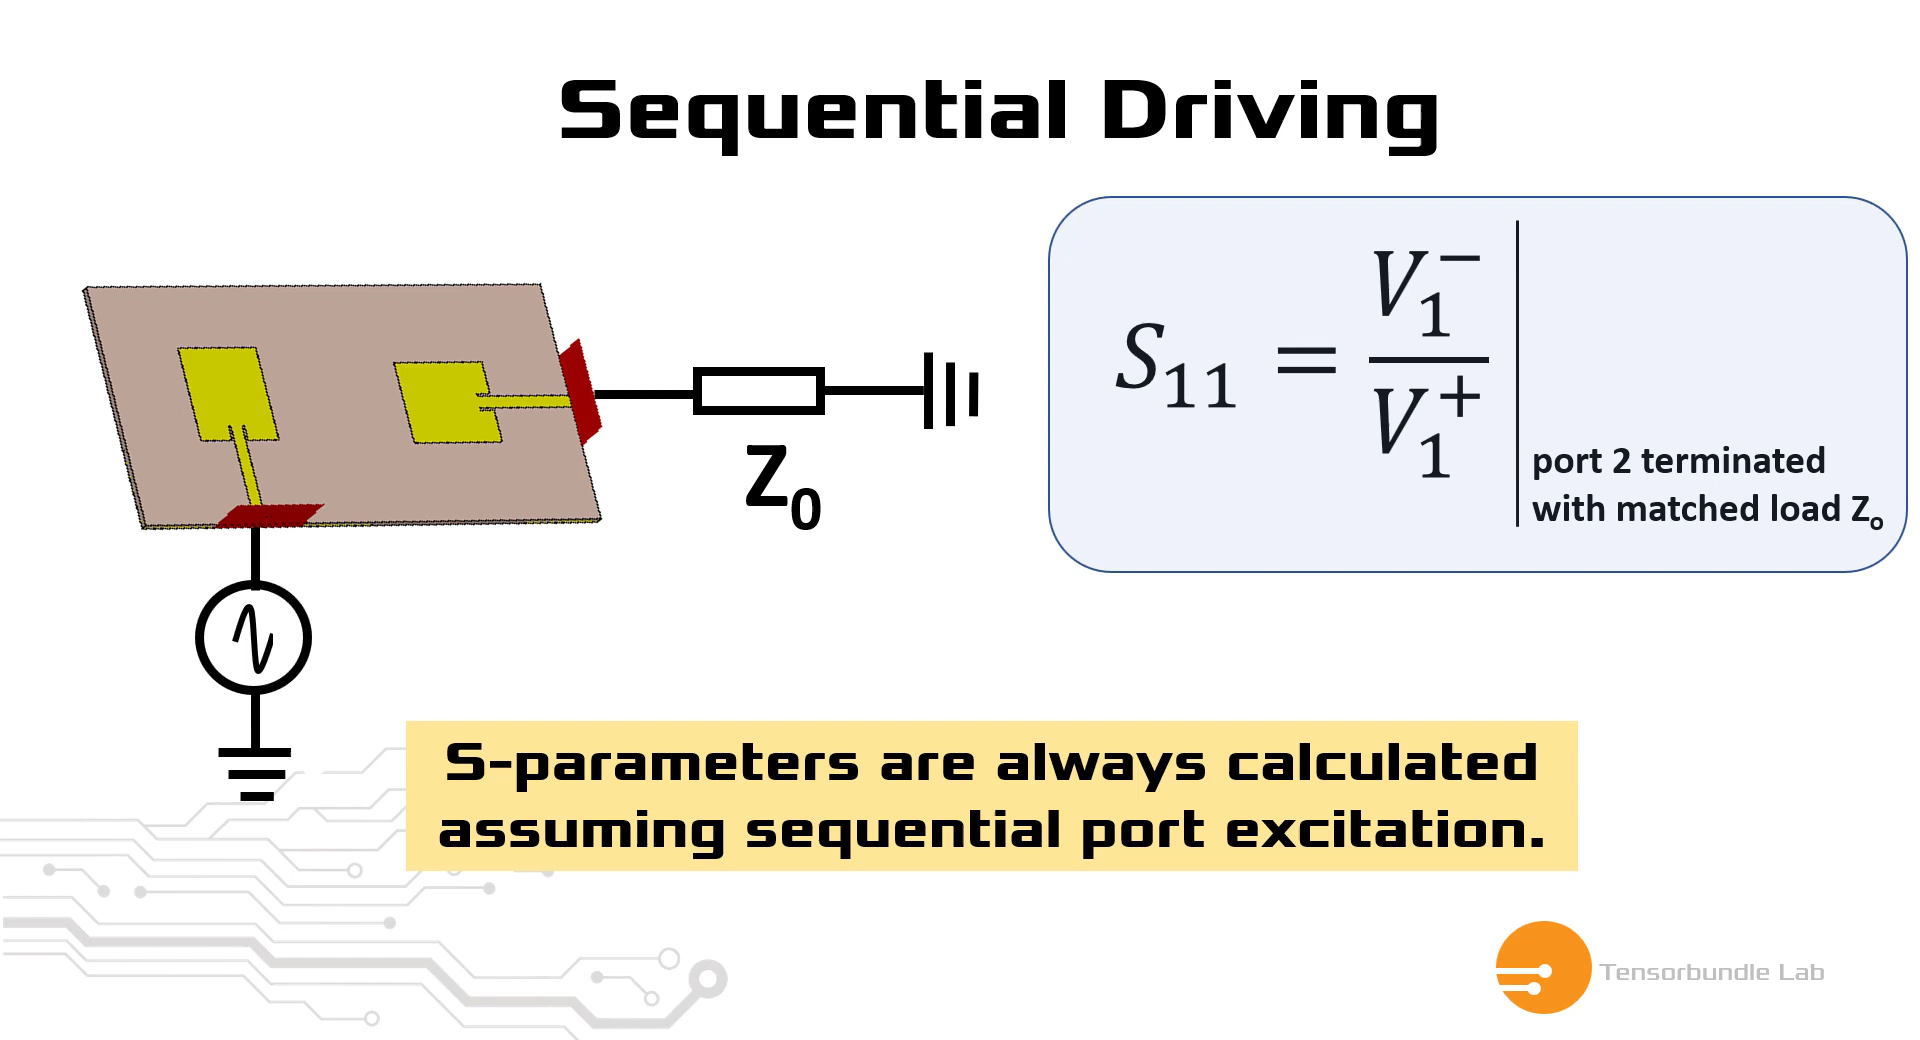 Sequential Driving
S₁₁ = V₁⁻ / V₁⁺
port 2 terminated
with matched load Zₒ
Z₀
S-parameters are always calculated
assuming sequential port excitation.
Tensorbundle Lab